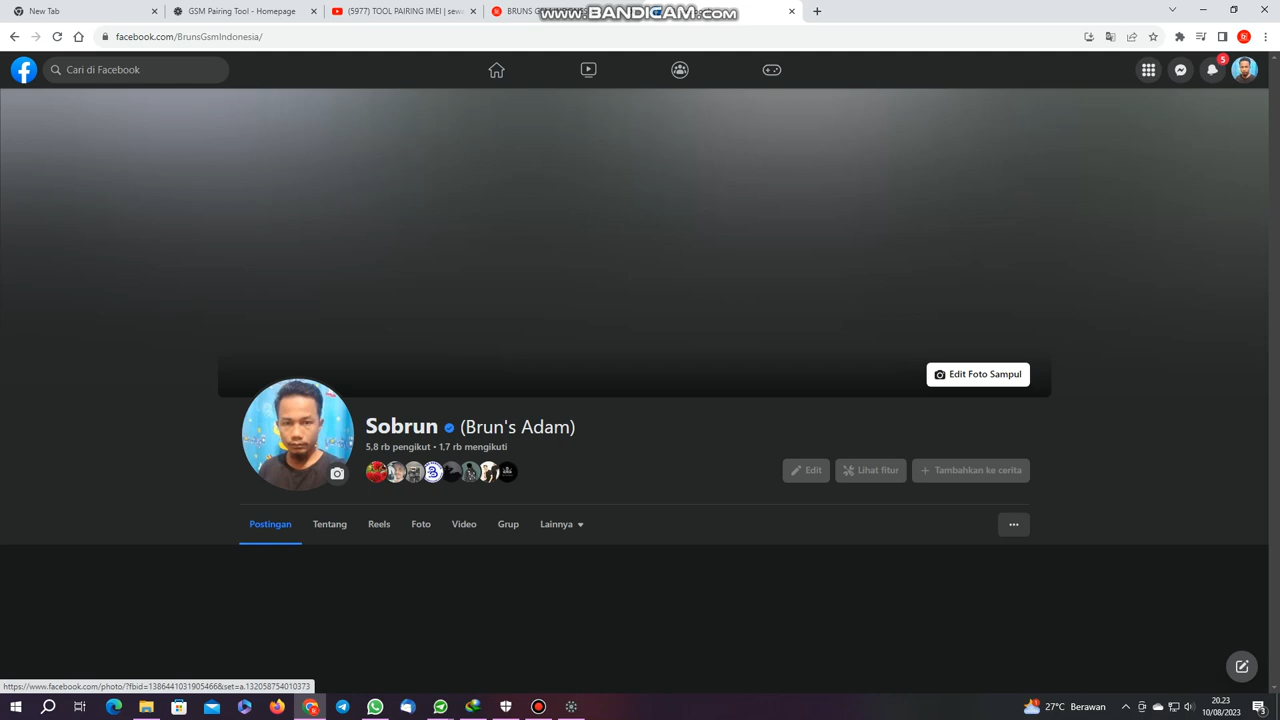 New Tab
GSM Pairing Tool - Homepage
(5977) TOOL PAIRING IMEI | sew
BRUNS
www.BANDICAM.com
facebook.com/BrunsGsmIndonesia/
Cari di Facebook
5
Edit Foto Sampul
Sobrun (Brun's Adam)
5,8 rb pengikut • 1,7 rb mengikuti
Edit
Lihat fitur
Tambahkan ke cerita
Postingan
Tentang
Reels
Foto
Video
Grup
Lainnya
https://www.facebook.com/photo/?fbid=1386441031905466&set=a.132058754010373
27°C Berawan
20.23
10/08/2023
3